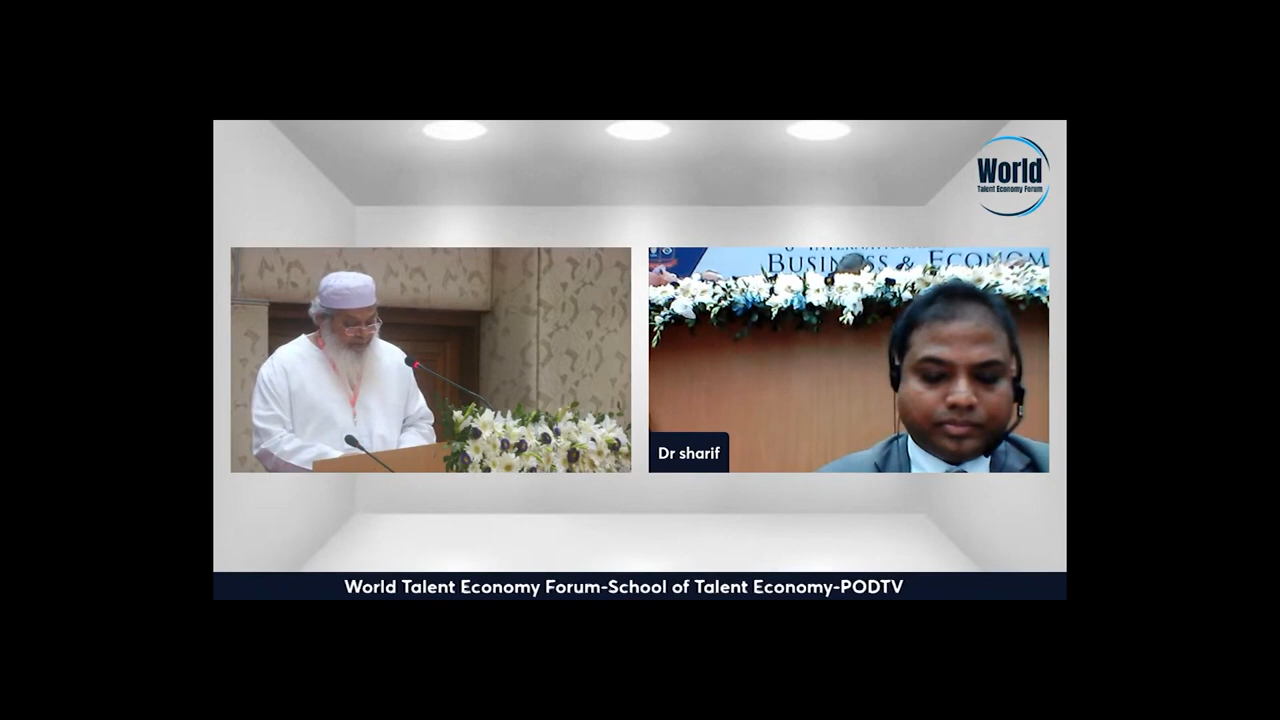 World
Talent Economy Forum
BUSINESS & ECONOM
Dr sharif
World Talent Economy Forum-School of Talent Economy-PODTV